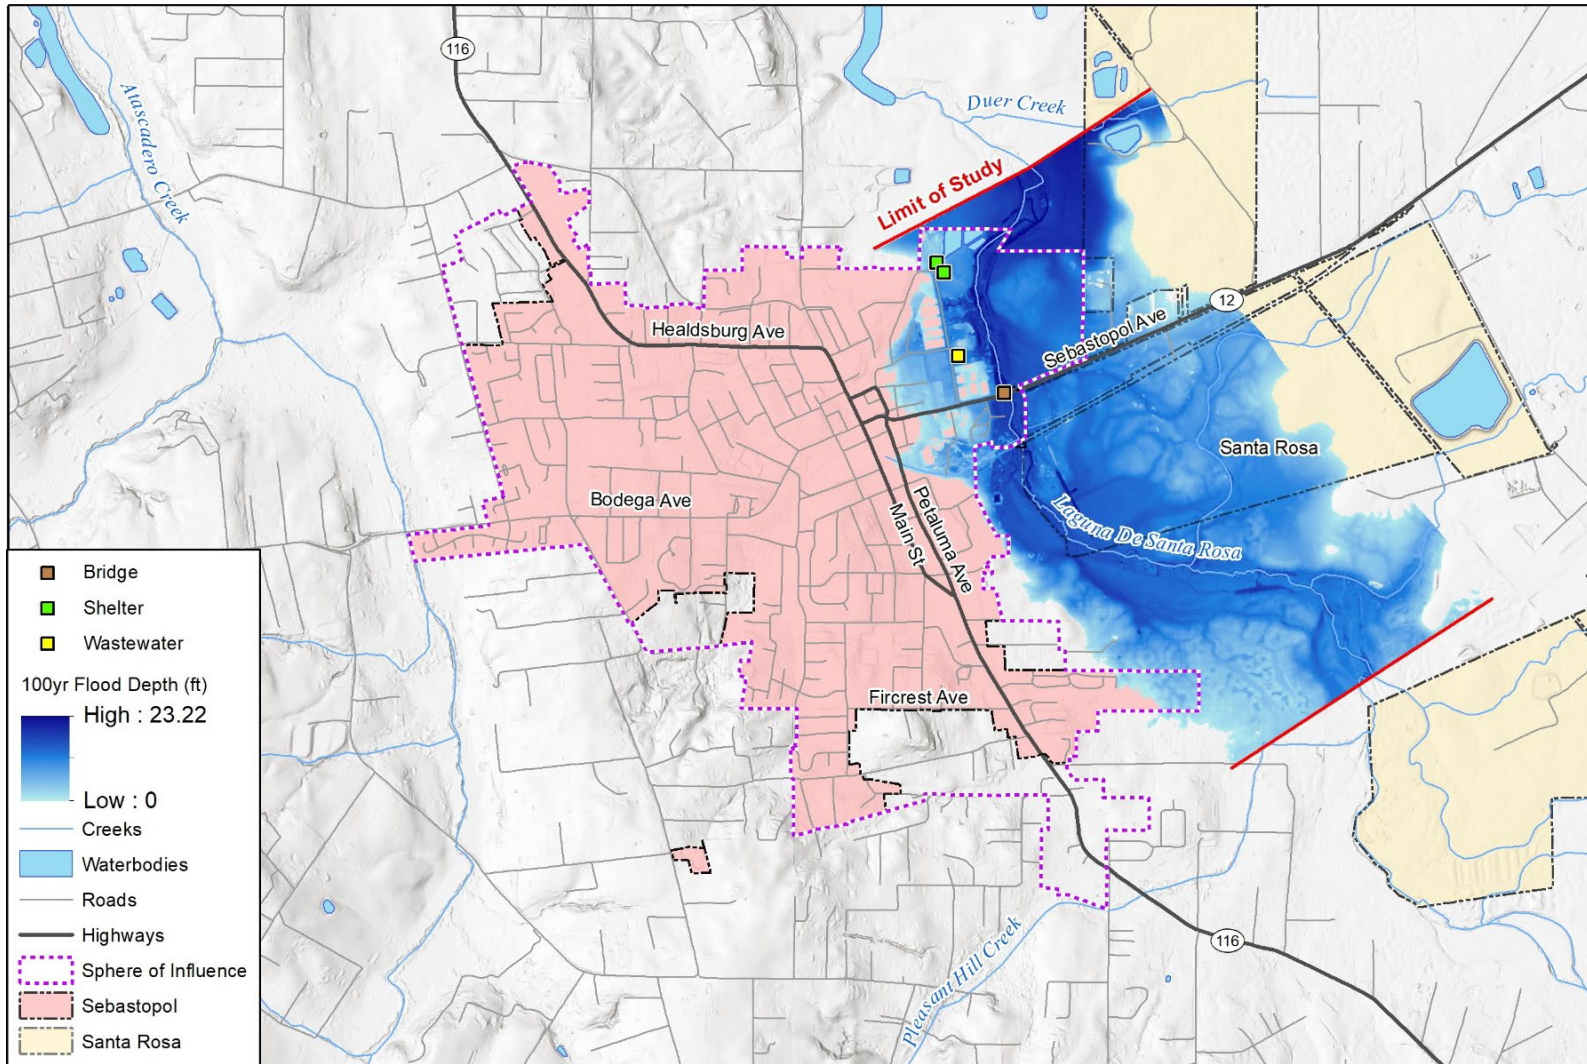 116
Atascadero Creek
Duer Creek
Limit of Study
12
Healdsburg Ave
Sebastopol Ave
Santa Rosa
Bodega Ave
Petaluma Ave
Main St
Laguna De Santa Rosa
Fircrest Ave
116
Pleasant Hill Creek
Bridge
Shelter
Wastewater
100yr Flood Depth (ft)
High : 23.22
Low : 0
Creeks
Waterbodies
Roads
Highways
Sphere of Influence
Sebastopol
Santa Rosa